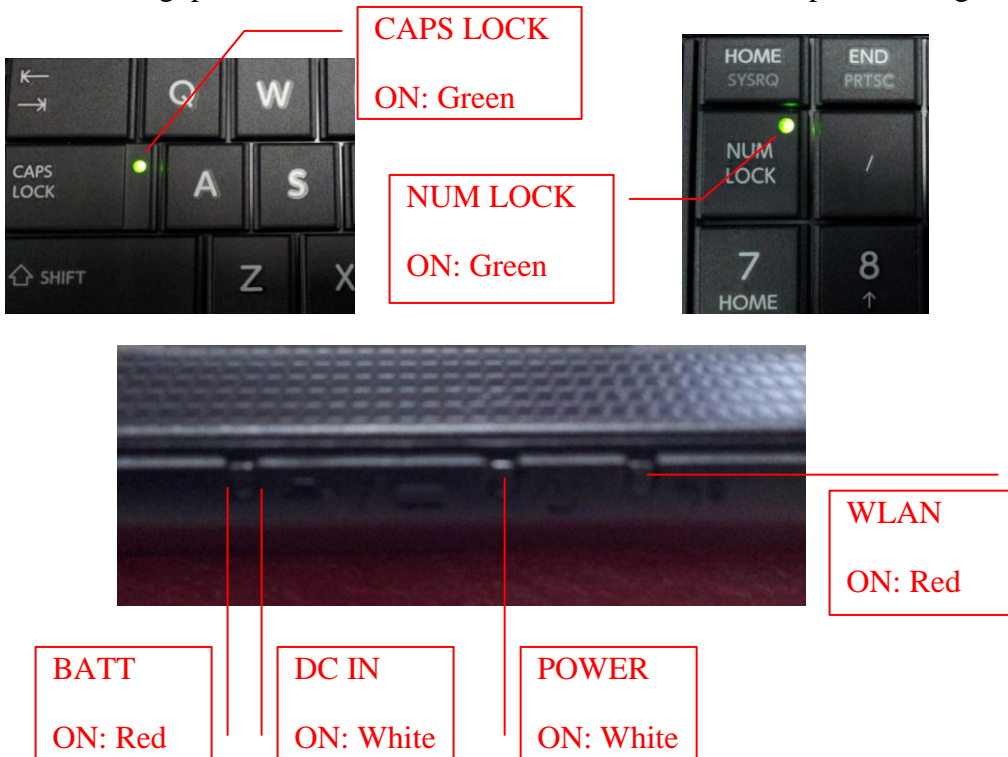 CAPS LOCK
ON: Green
Q W
CAPS
LOCK
A S
SHIFT
Z X
HOME
SYSRQ
END
PRTSC
NUM
LOCK
/
7
HOME
8
↑
NUM LOCK
ON: Green
WLAN
ON: Red
BATT
ON: Red
DC IN
ON: White
POWER
ON: White